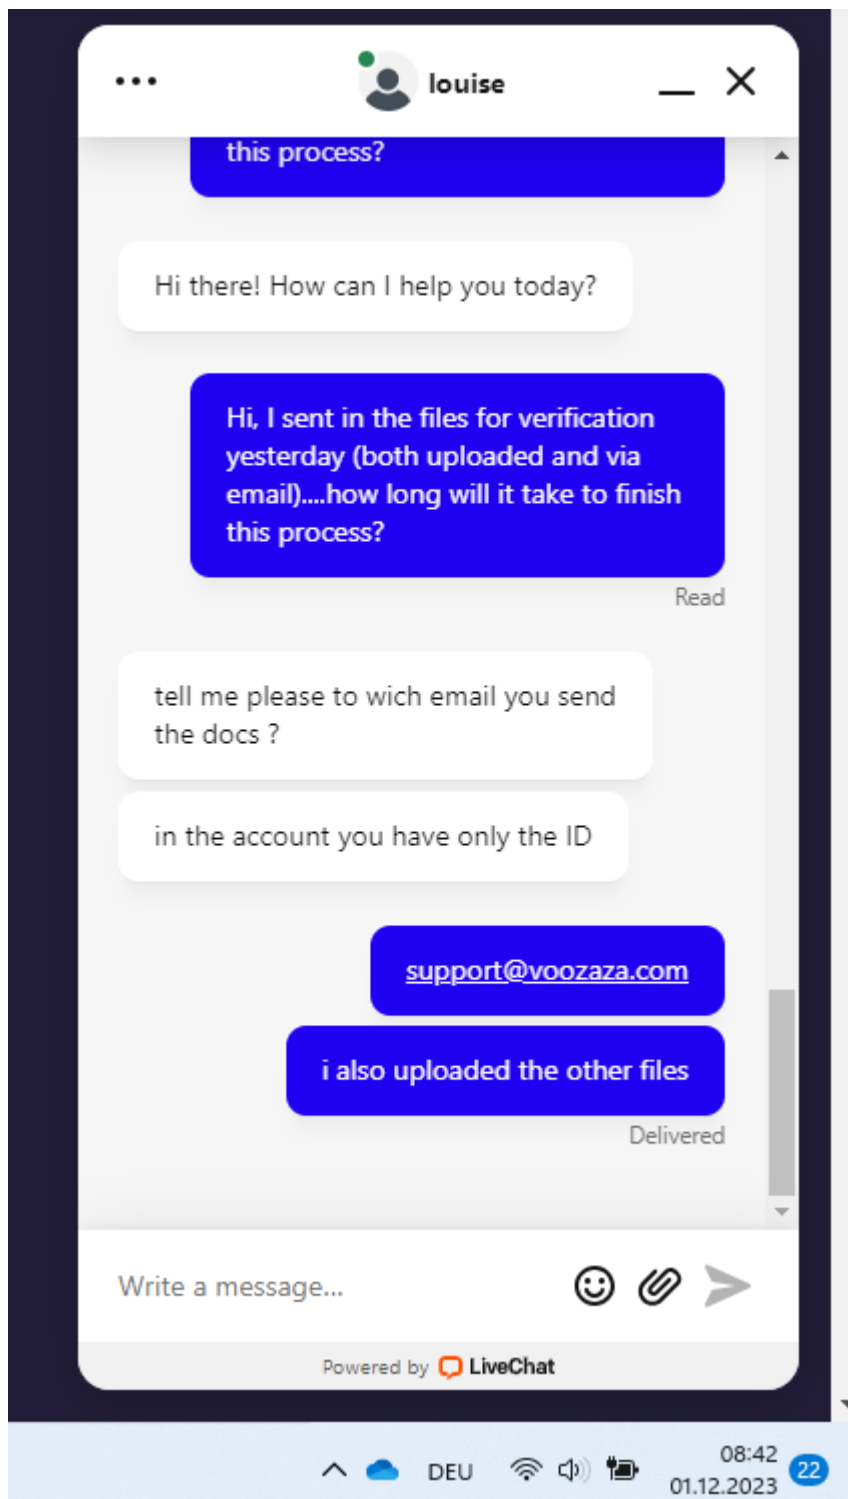 louise
this process?
Hi there! How can I help you today?
Hi, I sent in the files for verification
yesterday (both uploaded and via
email)....how long will it take to finish
this process?
Read
tell me please to wich email you send
the docs ?
in the account you have only the ID
support@voozaza.com
i also uploaded the other files
Delivered
Write a message...
Powered by LiveChat
DEU
08:42
01.12.2023
22